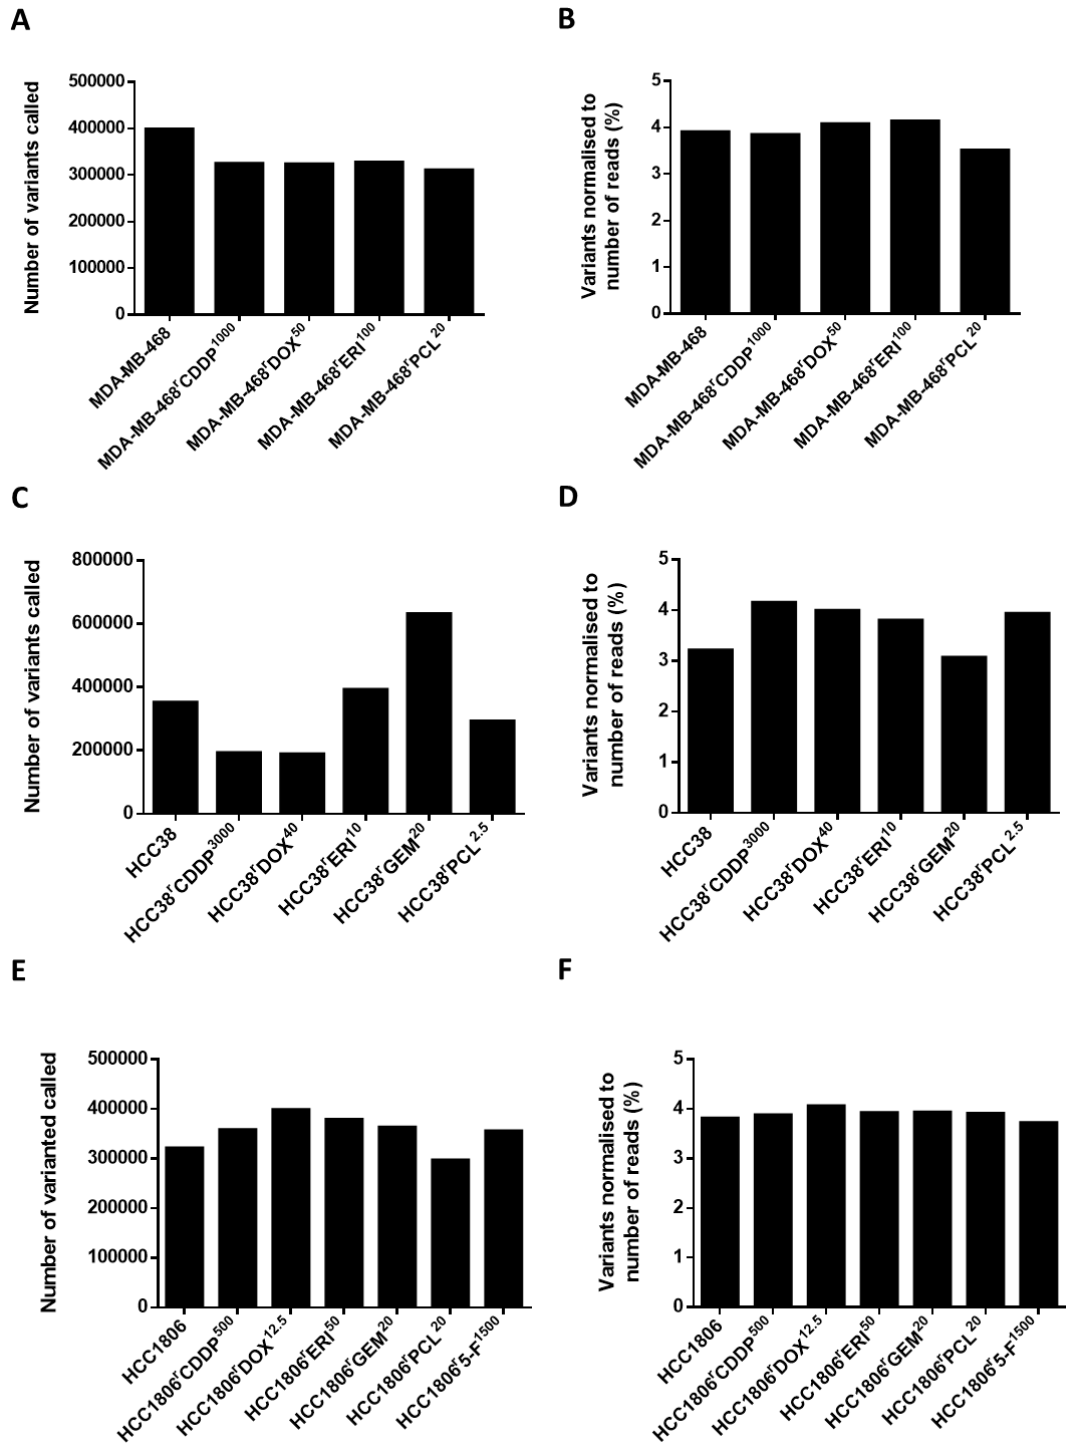 A
Number of variants called
500000
400000
300000
200000
100000
0
MDA-MB-468
MDA-MB-468rCDDP1000
MDA-MB-468rDOX50
MDA-MB-468rERI100
MDA-MB-468rPCL20
B
Variants normalised to
number of reads (%)
5
4
3
2
1
0
MDA-MB-468
MDA-MB-468rCDDP1000
MDA-MB-468rDOX50
MDA-MB-468rERI100
MDA-MB-468rPCL20
C
Number of variants called
800000
600000
400000
200000
0
HCC38
HCC38rCDDP3000
HCC38rDOX40
HCC38rERI10
HCC38rGEM20
HCC38rPCL2.5
D
Variants normalised to
number of reads (%)
5
4
3
2
1
0
HCC38
HCC38rCDDP3000
HCC38rDOX40
HCC38rERI10
HCC38rGEM20
HCC38rPCL2.5
E
Number of varianted called
500000
400000
300000
200000
100000
0
HCC1806
HCC1806rCDDP500
HCC1806rDOX12.5
HCC1806rERI50
HCC1806rGEM20
HCC1806rPCL20
HCC1806r5-F1500
F
Variants normalised to
number of reads (%)
5
4
3
2
1
0
HCC1806
HCC1806rCDDP500
HCC1806rDOX12.5
HCC1806rERI50
HCC1806rGEM20
HCC1806rPCL20
HCC1806r5-F1500